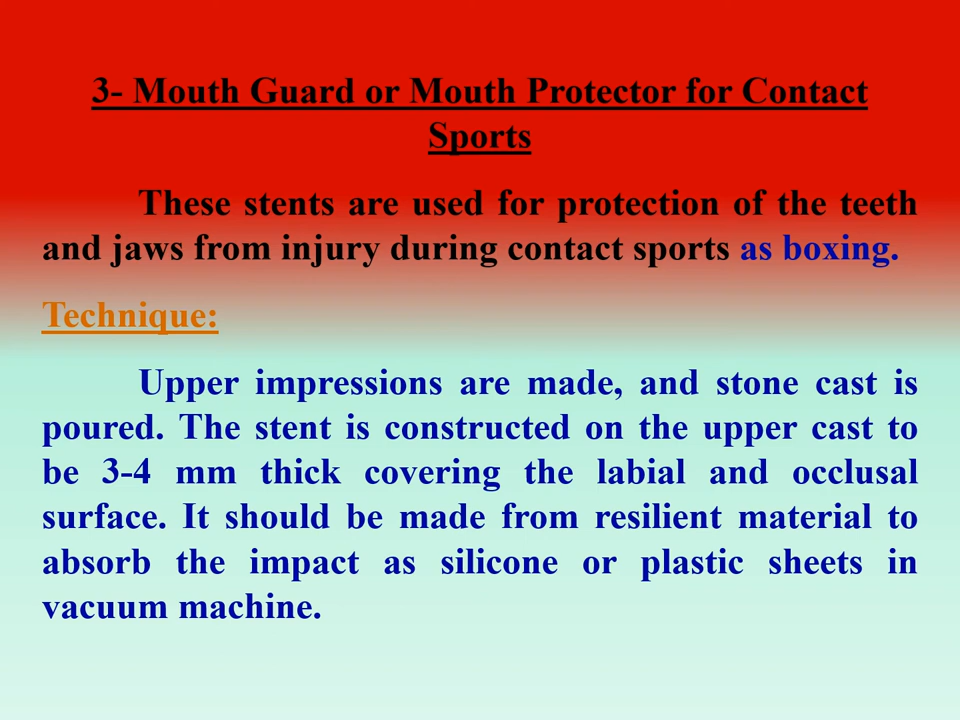 3- Mouth Guard or Mouth Protector for Contact
Sports
These stents are used for protection of the teeth
and jaws from injury during contact sports as boxing.
Technique:
Upper impressions are made, and stone cast is
poured. The stent is constructed on the upper cast to
be 3-4 mm thick covering the labial and occlusal
surface. It should be made from resilient material to
absorb the impact as silicone or plastic sheets in
vacuum machine.